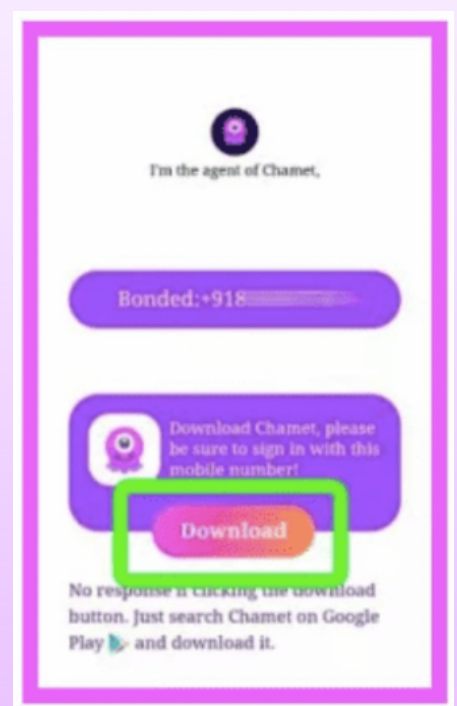 I'm the agent of Chamet,
Bonded:+918
Download Chamet, please
be sure to sign in with this
mobile number!
Download
No response if clicking the download
button. Just search Chamet on Google
Play and download it.